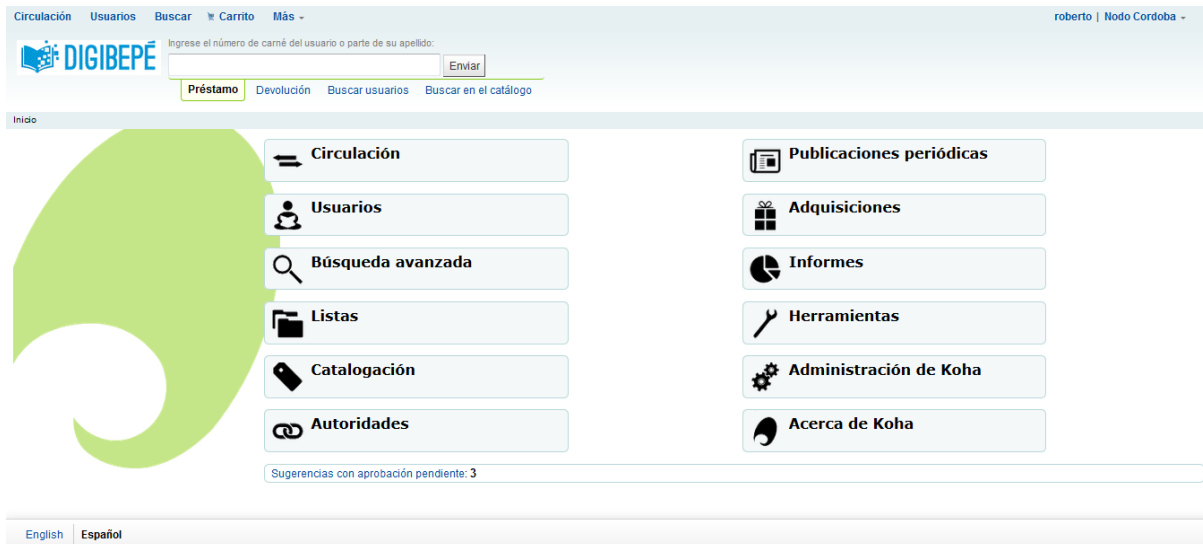 Circulación Usuarios Buscar Carrito Más
roberto | Nodo Cordoba
DIGIBEPÉ
Ingrese el número de carné del usuario o parte de su apellido:
Enviar
Préstamo Devolución Buscar usuarios Buscar en el catálogo
Inicio
Circulación
Publicaciones periódicas
Usuarios
Adquisiciones
Búsqueda avanzada
Informes
Listas
Herramientas
Catalogación
Administración de Koha
Autoridades
Acerca de Koha
Sugerencias con aprobación pendiente: 3
English Español